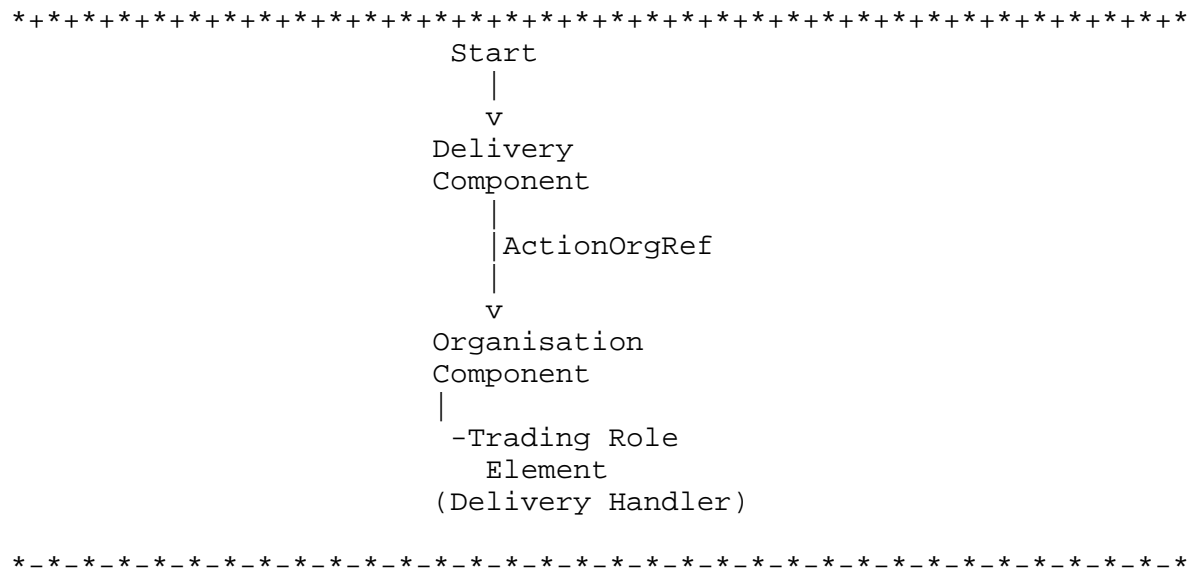 *+*+*+*+*+*+*+*+*+*+*+*+*+*+*+*+*+*+*+*+*+*+*+*+*+*+*+*+*+*+*+*+*+*
Start
|
v
Delivery
Component
|
|ActionOrgRef
|
v
Organisation
Component
|
-Trading Role
Element
(Delivery Handler)
*-*-*-*-*-*-*-*-*-*-*-*-*-*-*-*-*-*-*-*-*-*-*-*-*-*-*-*-*-*-*-*-*-*